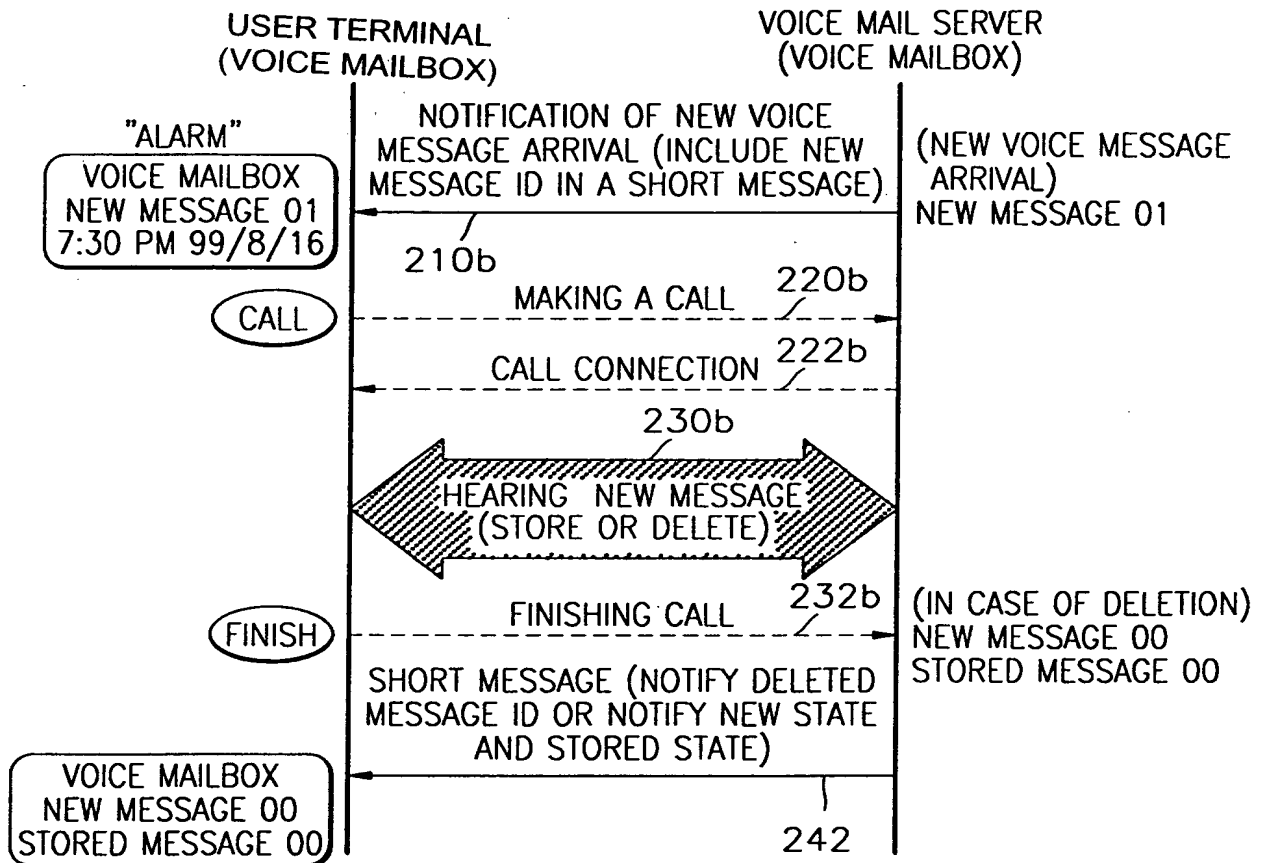 USER TERMINAL
(VOICE MAILBOX)
VOICE MAIL SERVER
(VOICE MAILBOX)
"ALARM"
VOICE MAILBOX
NEW MESSAGE 01
7:30 PM 99/8/16
NOTIFICATION OF NEW VOICE
MESSAGE ARRIVAL (INCLUDE NEW
MESSAGE ID IN A SHORT MESSAGE)
(NEW VOICE MESSAGE
ARRIVAL)
NEW MESSAGE 01
210b
220b
CALL
MAKING A CALL
222b
CALL CONNECTION
230b
HEARING NEW MESSAGE
(STORE OR DELETE)
232b
FINISH
FINISHING CALL
(IN CASE OF DELETION)
NEW MESSAGE 00
STORED MESSAGE 00
SHORT MESSAGE (NOTIFY DELETED
MESSAGE ID OR NOTIFY NEW STATE
AND STORED STATE)
VOICE MAILBOX
NEW MESSAGE 00
STORED MESSAGE 00
242